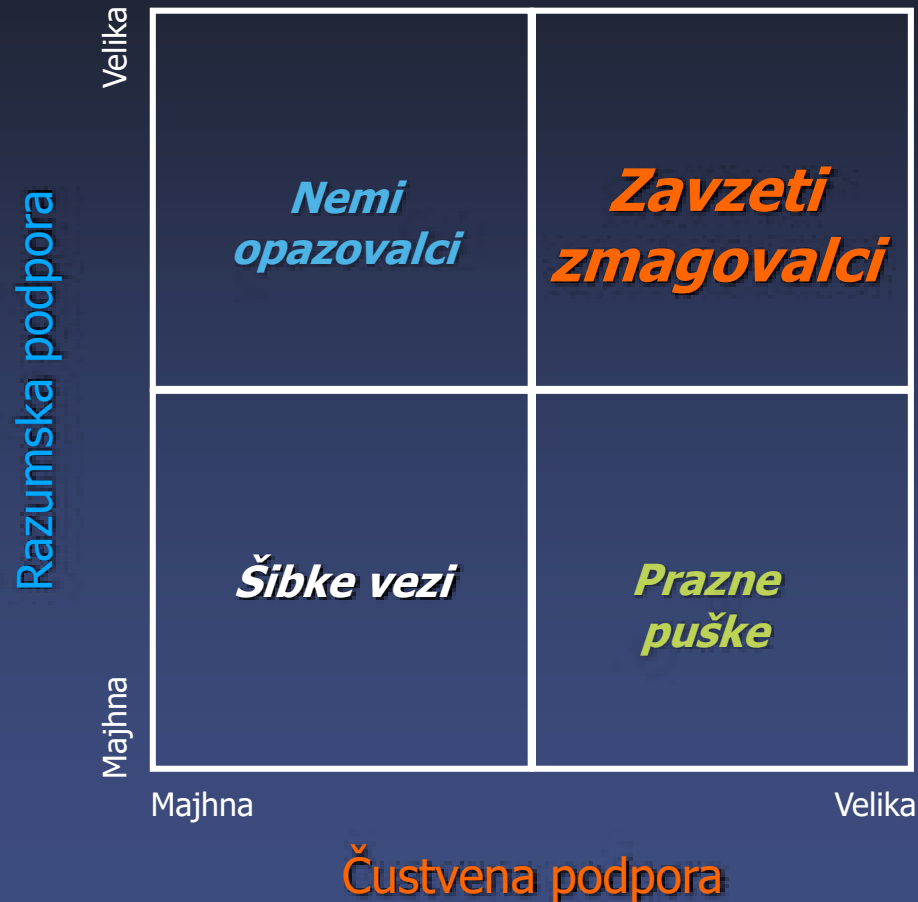 Velika
Razumska podpora
Majhna
Nemi
opazovalci
Zavzeti
zmagovalci
Šibke vezi
Prazne
puške
Majhna
Velika
Čustvena podpora